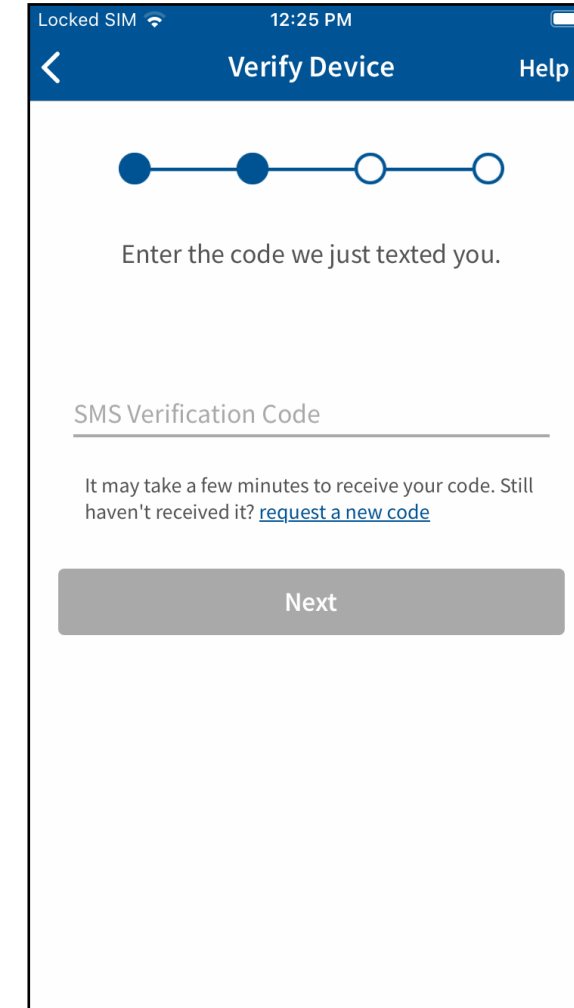 Locked SIM 12:25 PM
Verify Device Help
Enter the code we just texted you.
SMS Verification Code
It may take a few minutes to receive your code. Still
haven't received it? request a new code
Next